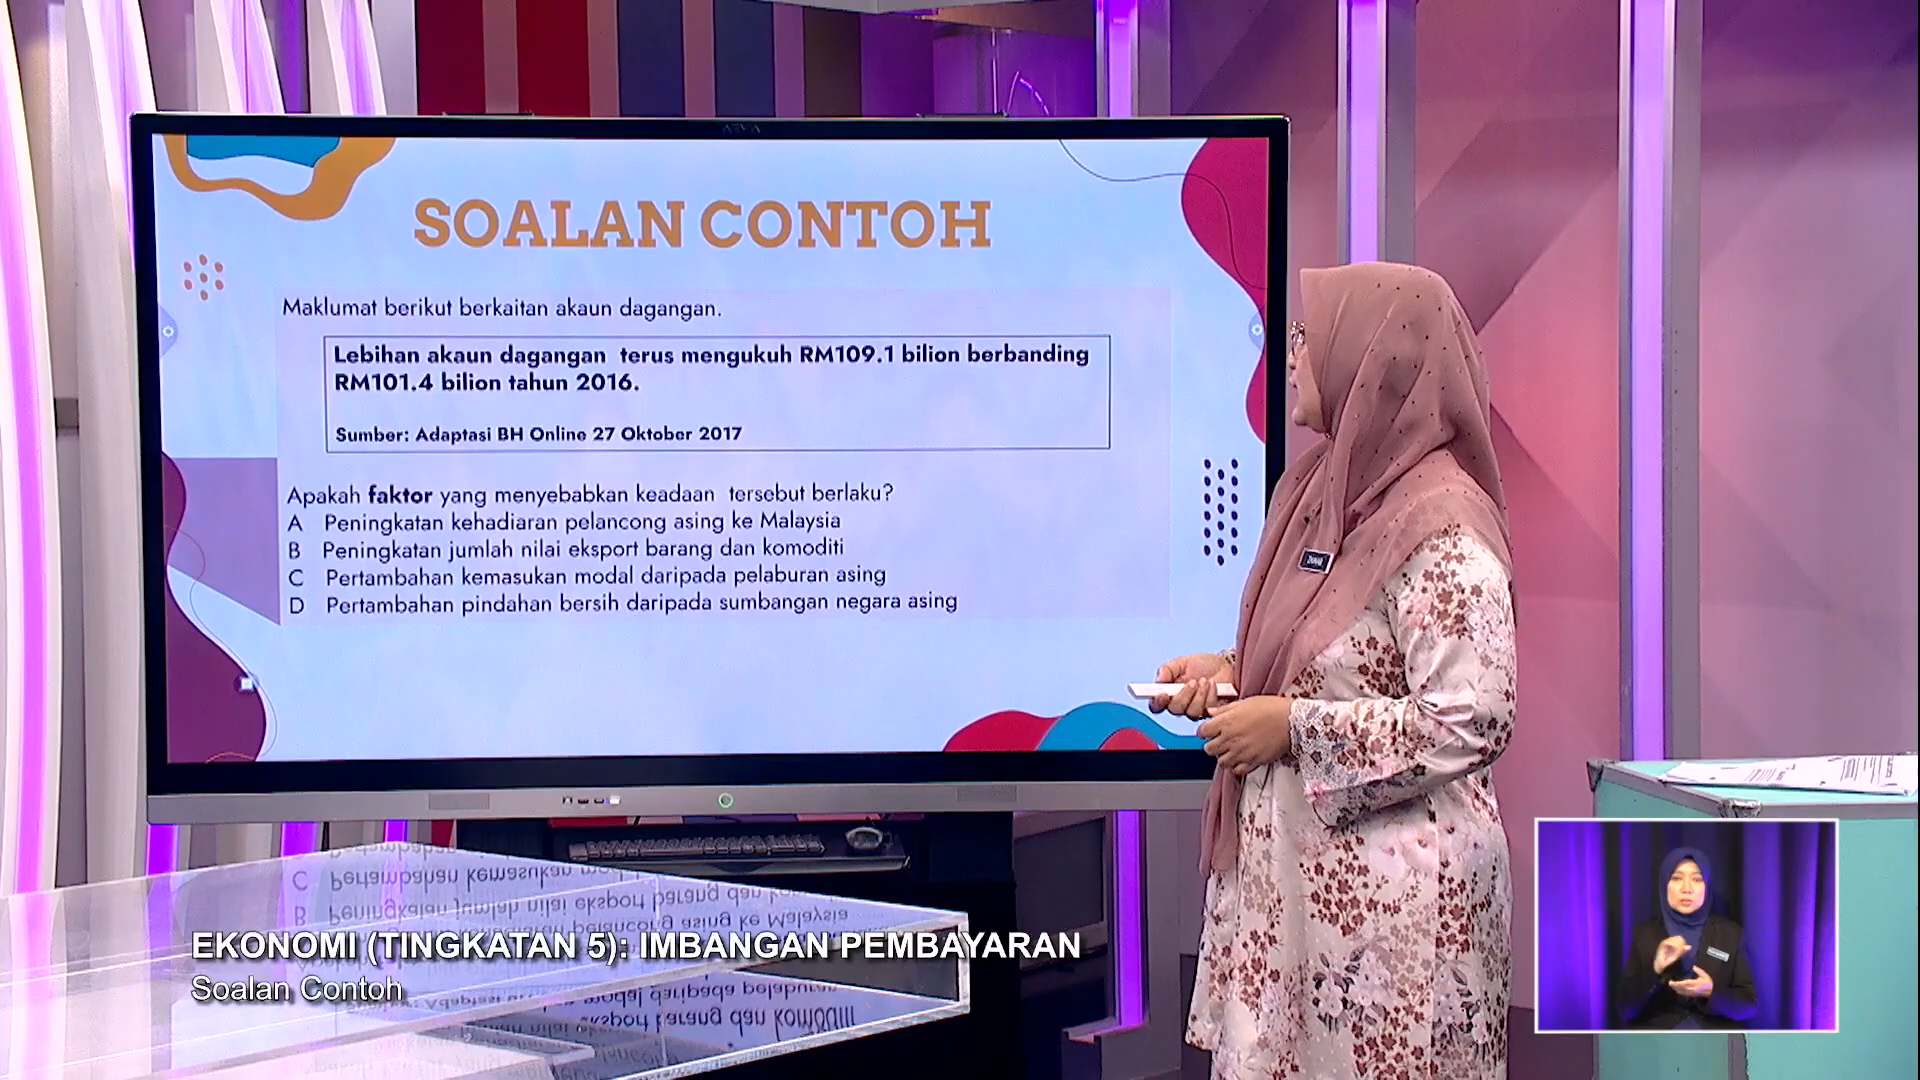 SOALAN CONTOH
Maklumat berikut berkaitan akaun dagangan.
Lebihan akaun dagangan terus mengukuh RM109.1 bilion berbanding
RM101.4 bilion tahun 2016.
Sumber: Adaptasi BH Online 27 Oktober 2017
Apakah faktor yang menyebabkan keadaan tersebut berlaku?
A Peningkatan kehadiaran pelancong asing ke Malaysia
B Peningkatan jumlah nilai eksport barang dan komoditi
C Pertambahan kemasukan modal daripada pelaburan asing
D Pertambahan pindahan bersih daripada sumbangan negara asing
EKONOMI (TINGKATAN 5): IMBANGAN PEMBAYARAN
Soalan Contoh